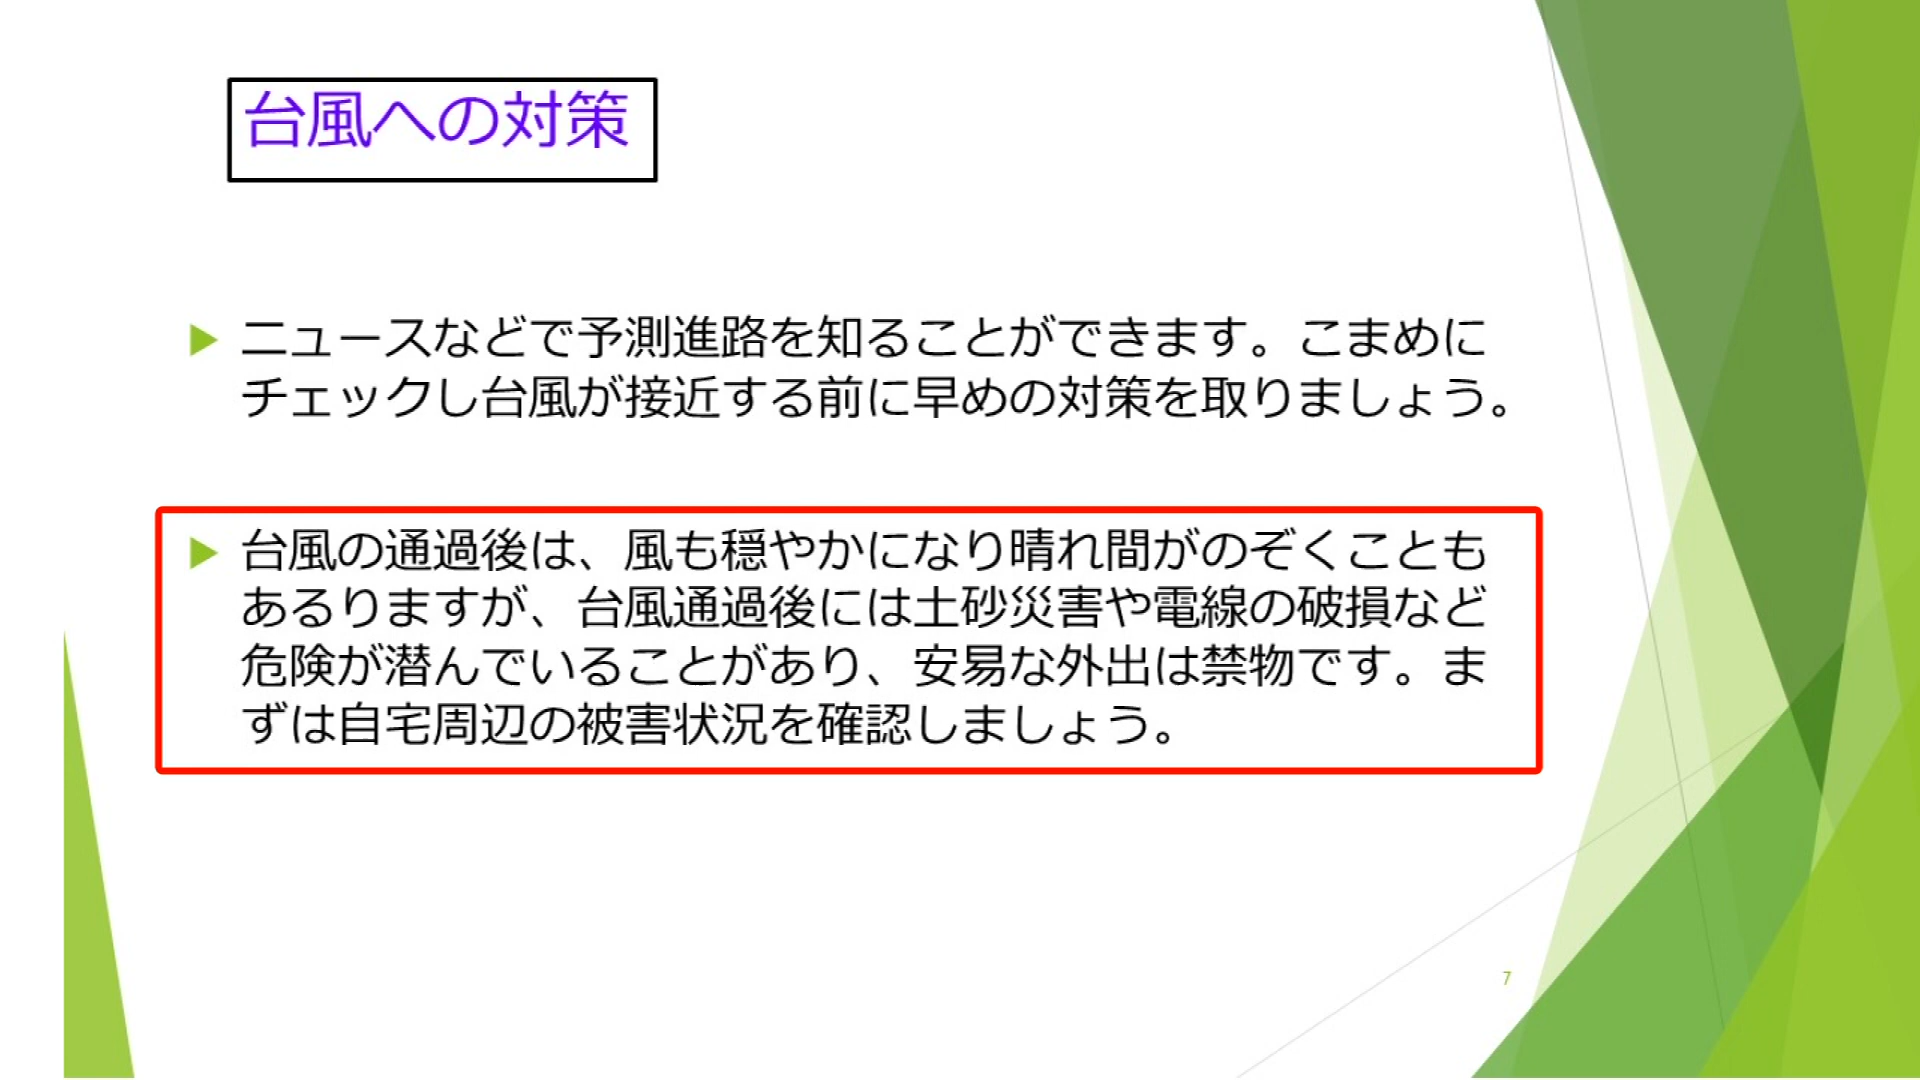 台風への対策
ニュースなどで予測進路を知ることができます。こまめに
チェックし台風が接近する前に早めの対策を取りましょう。
台風の通過後は、風も穏やかになり晴れ間がのぞくことも
あるりますが、台風通過後には土砂災害や電線の破損など
危険が潜んでいることがあり、安易な外出は禁物です。ま
ずは自宅周辺の被害状況を確認しましょう。
7